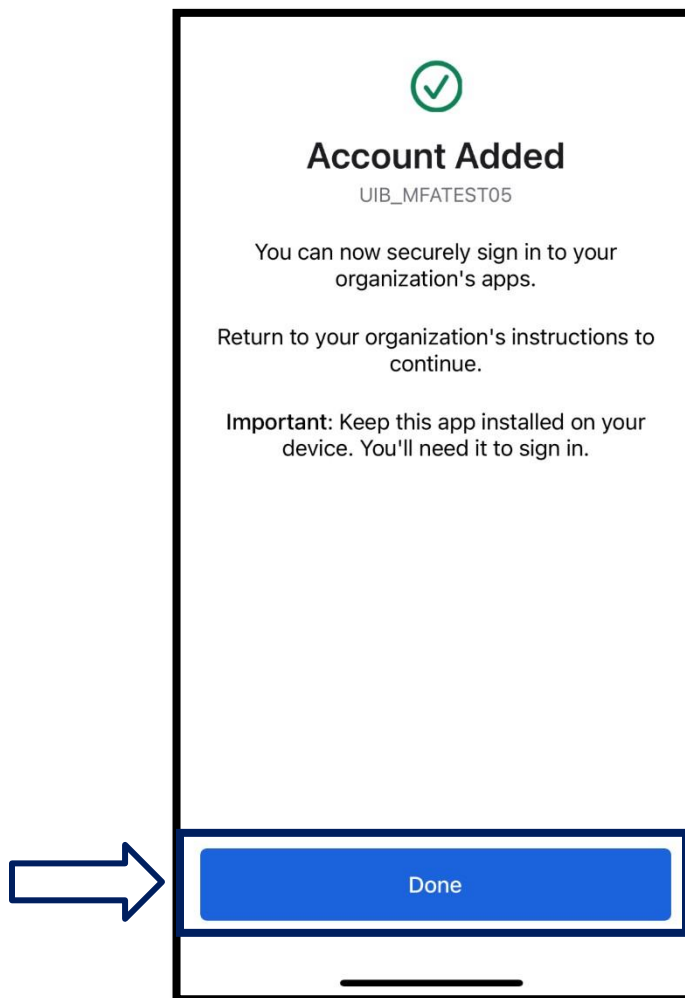 Account Added
UIB_MFATEST05
You can now securely sign in to your
organization's apps.
Return to your organization's instructions to
continue.
Important: Keep this app installed on your
device. You'll need it to sign in.
Done